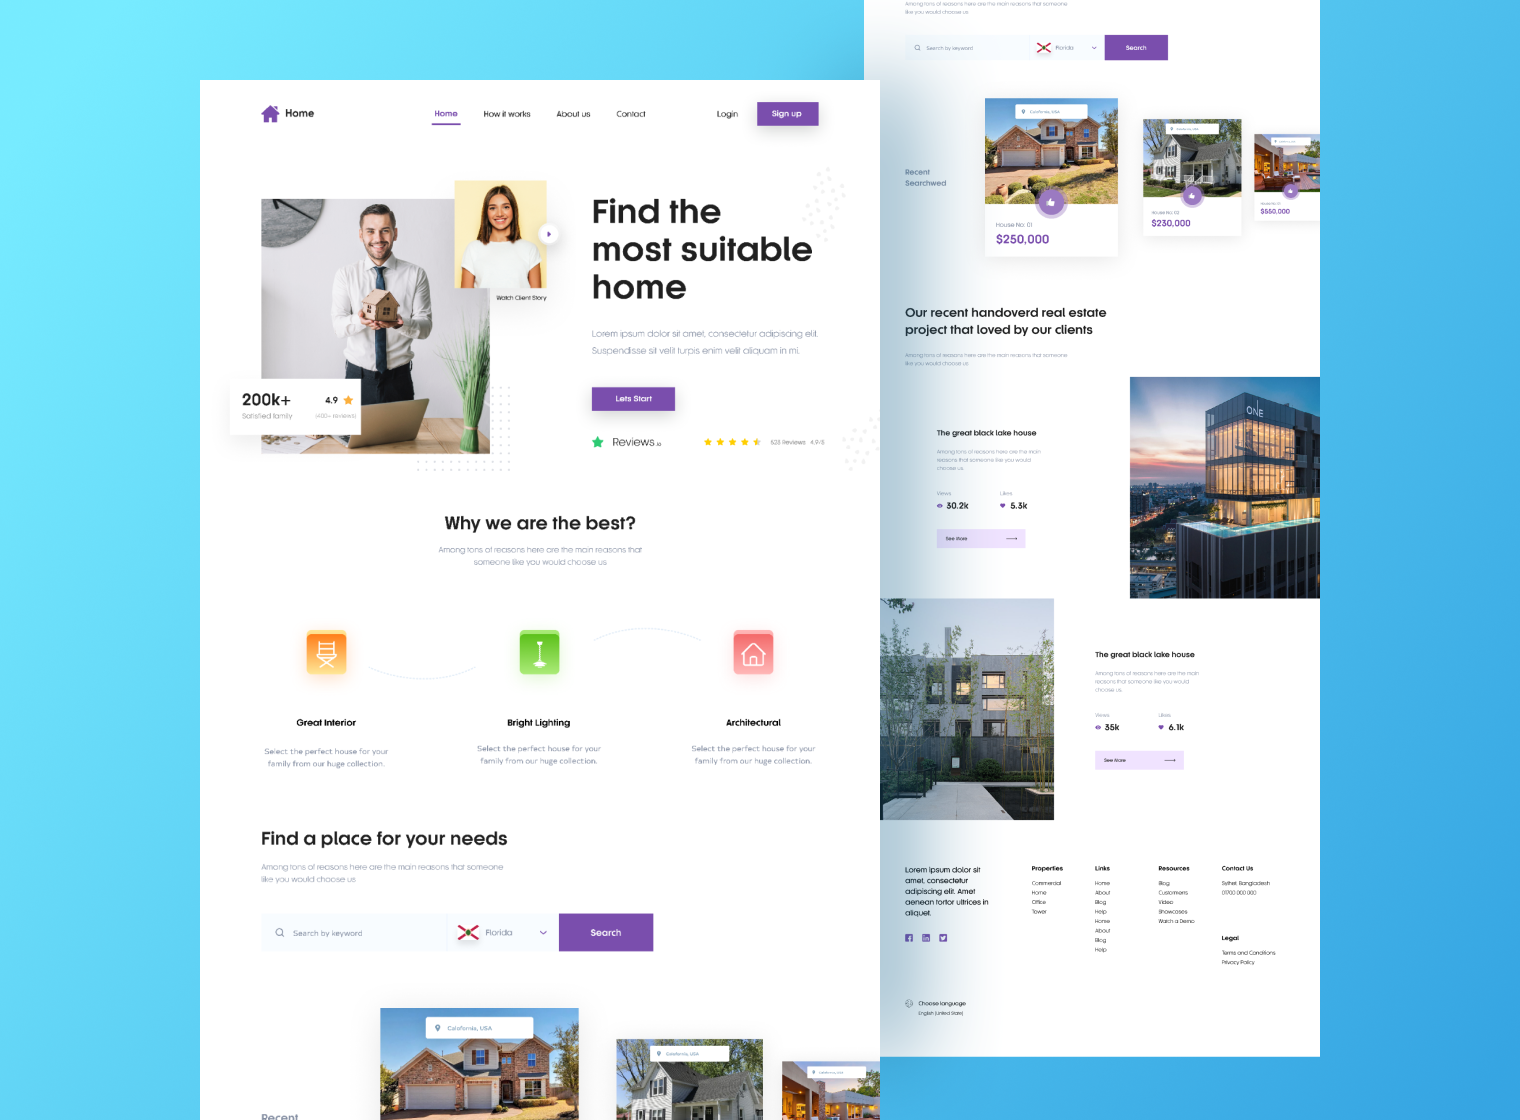 Home
Home
How it works
About us
Contact
Login
Sign up
Watch Client Story
Find the
most suitable
home
Lorem ipsum dolor sit amet, consectetur adipiscing elit.
Suspendisse sit velit turpis enim velit aliquam in mi.
Lets Start
200k+
Satisfied family
4.9
(400+ reviews)
Reviews.io
523 Reviews 4.9/5
Why we are the best?
Among tons of reasons here are the main reasons that
someone like you would choose us
Great Interior
Select the perfect house for your
family from our huge collection.
Bright Lighting
Select the perfect house for your
family from our huge collection.
Architectural
Select the perfect house for your
family from our huge collection.
Find a place for your needs
Among tons of reasons here are the main reasons that someone
like you would choose us
Search by keyword
Florida
Search
Calofornia, USA
Calofornia, USA
Calofornia, USA
Recent
Among tons of reasons here are the main reasons that someone
like you would choose us
Search by keyword
Florida
Search
Recent
Searchwed
Calofornia, USA
House No: 01
$250,000
Calofornia, USA
House No: 02
$230,000
$550,000
Our recent handoverd real estate
project that loved by our clients
Among tons of reasons here are the main reasons that someone
like you would choose us
The great black lake house
Among tons of reasons here are the main
reasons that someone like you would
choose us
Views
Likes
30.2k
5.3k
See More
ONE
The great black lake house
Among tons of reasons here are the main
reasons that someone like you would
choose us
Views
Likes
35k
6.1k
See More
Lorem ipsum dolor sit
amet, consectetur
adipiscing elit. Amet
aenean tortor ultrices in
aliquet.
Properties
Commercial
Home
Office
Tower
Links
Home
About
Blog
Help
Home
About
Blog
Help
Resources
Blog
Customers
Video
Showcases
Watch a Demo
Contact Us
Sylhet Bangladesh
01700 000 000
Legal
Terms and Conditions
Privacy Policy
Choose language
English (United State)